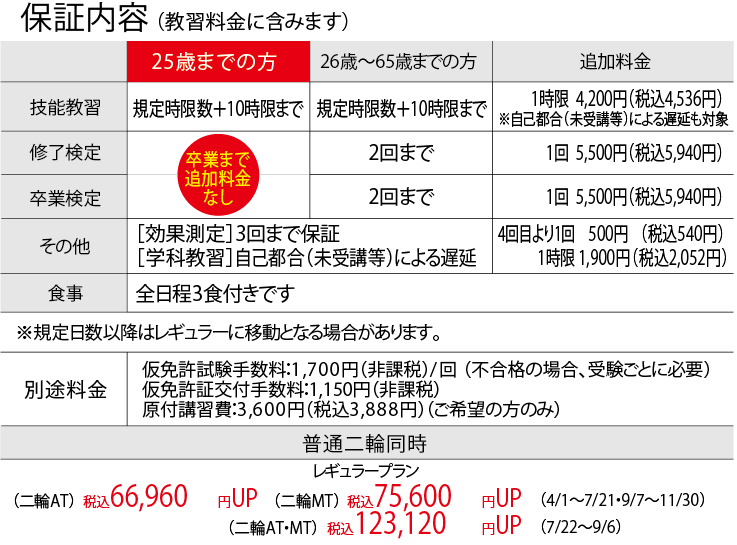 保証内容（教習料金に含みます）
25歳までの方 26歳～65歳までの方 追加料金
技能教習 規定時限数＋10時限まで 規定時限数＋10時限まで 1時限 4,200円（税込4,536円）
※自己都合（未受講等）による遅延も対象
修了検定 2回まで 1回 5,500円（税込5,940円）
卒業まで
追加料金
なし
卒業検定 2回まで 1回 5,500円（税込5,940円）
その他 ［効果測定］3回まで保証 4回目より1回 500円 （税込540円）
［学科教習］自己都合（未受講等）による遅延 1時限 1,900円（税込2,052円）
食事 全日程3食付きです
※規定日数以降はレギュラーに移動となる場合があります。
別途料金 仮免許試験手数料：1,700円（非課税）/回（不合格の場合、受験ごとに必要）
仮免許証交付手数料：1,150円（非課税）
原付講習費：3,600円（税込3,888円）（ご希望の方のみ）
普通二輪同時
レギュラープラン
（二輪AT）税込66,960円UP （二輪MT）税込75,600円UP （4/1～7/21・9/7～11/30）
（二輪AT・MT）税込123,120円UP （7/22～9/6）